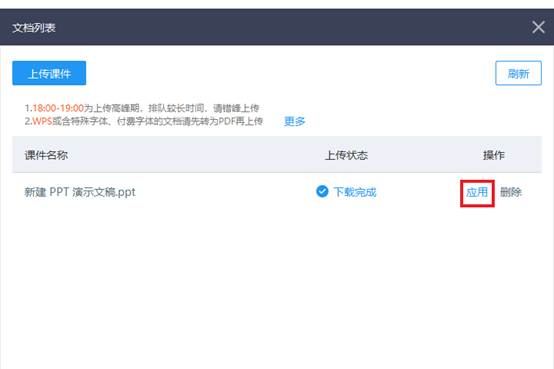 文档列表
上传课件
刷新
1.18:00-19:00为上传高峰期，排队较长时间，请错峰上传
2.WPS或含特殊字体、付费字体的文档请先转为PDF再上传 更多
课件名称 上传状态 操作
新建 PPT 演示文稿.ppt 下载完成 应用 删除